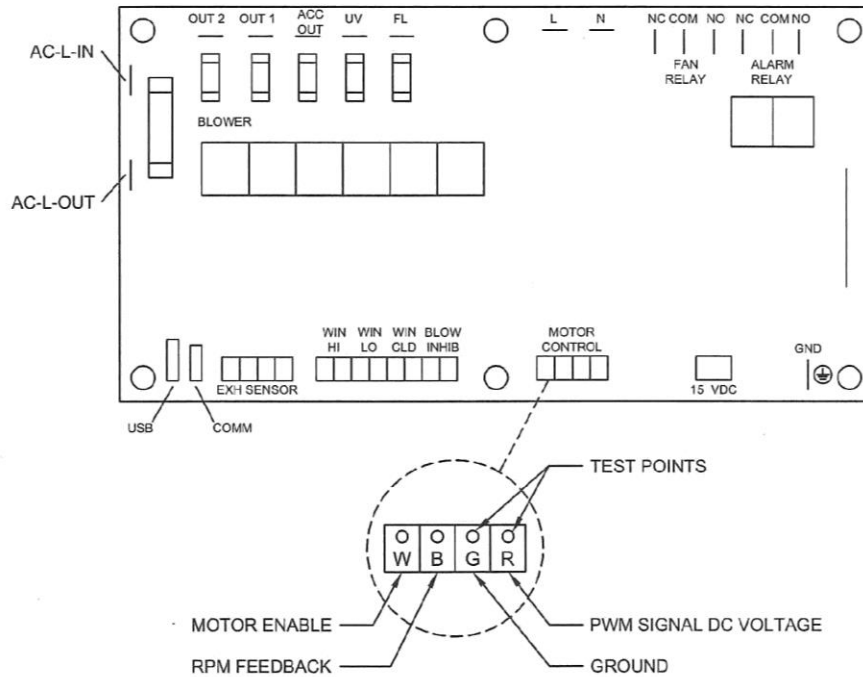 OUT 2 OUT 1 ACC OUT UV FL L N NC COM NO NC COM NO
FAN RELAY ALARM RELAY
AC-L-IN
BLOWER
AC-L-OUT
WIN HI WIN LO WIN CLD BLOW INHIB MOTOR CONTROL
GND
EXH SENSOR 15 VDC
USB COMM
TEST POINTS
W B G R
MOTOR ENABLE PWM SIGNAL DC VOLTAGE
RPM FEEDBACK GROUND